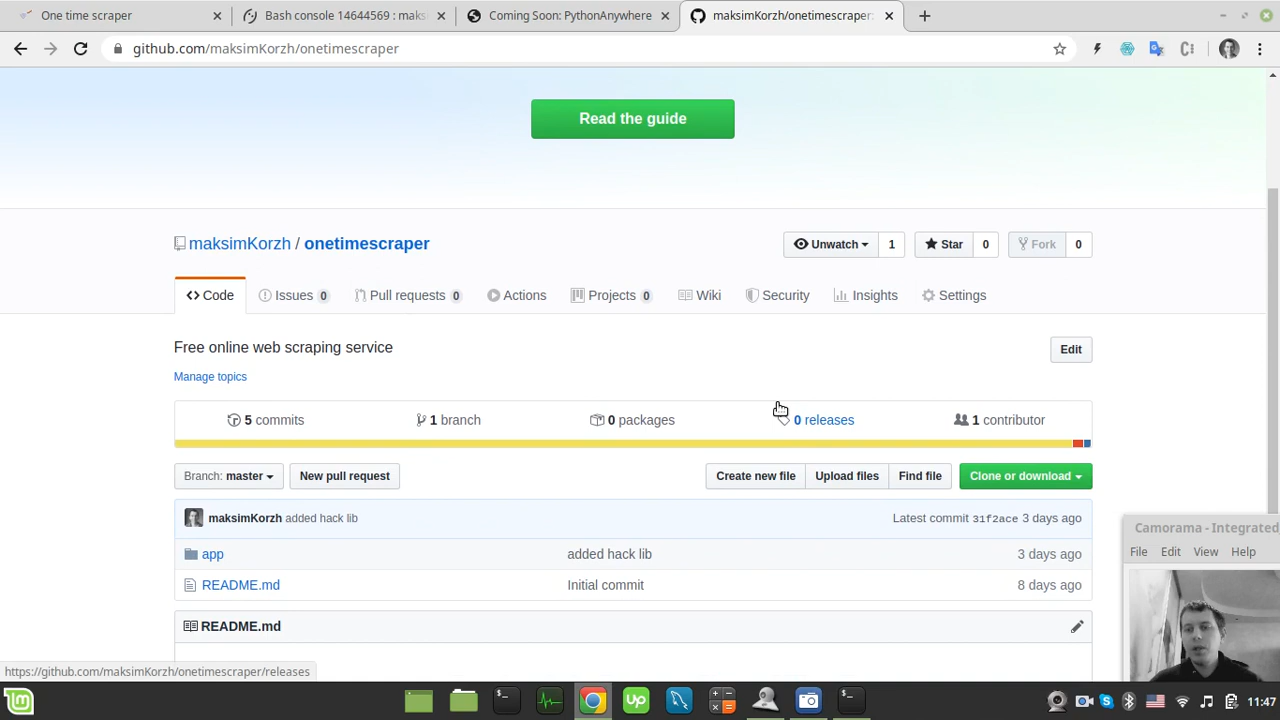 One time scraper
Bash console 14644569 : maks
Coming Soon: PythonAnywhere
maksimKorzh/onetimescraper:
github.com/maksimKorzh/onetimescraper
Read the guide
maksimKorzh / onetimescraper
Unwatch 1
Star 0
Fork 0
Code
Issues 0
Pull requests 0
Actions
Projects 0
Wiki
Security
Insights
Settings
Free online web scraping service
Edit
Manage topics
5 commits
1 branch
0 packages
0 releases
1 contributor
Branch: master
New pull request
Create new file
Upload files
Find file
Clone or download
maksimKorzh added hack lib
Latest commit 31f2ace 3 days ago
app
added hack lib
3 days ago
README.md
Initial commit
8 days ago
README.md
Camorama - Integrated
File Edit View Help
https://github.com/maksimKorzh/onetimescraper/releases
Up
11:47